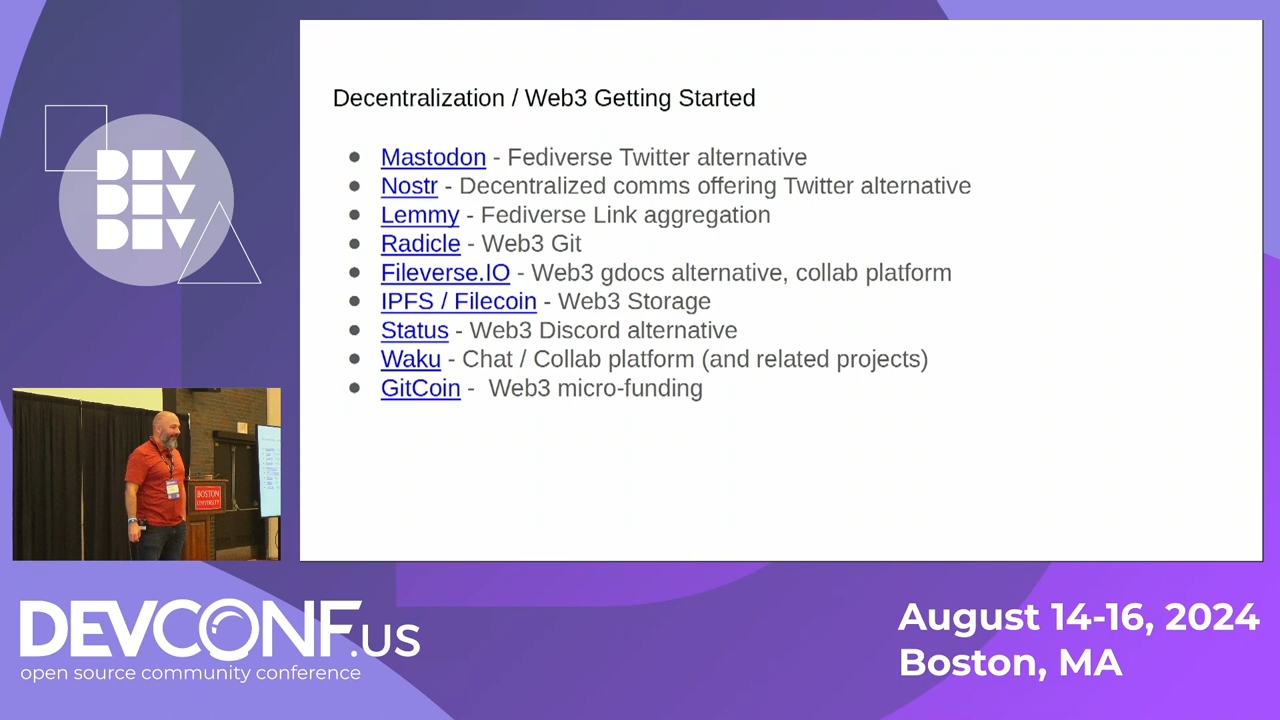 DEV
DEV
DEV
Decentralization / Web3 Getting Started
Mastodon - Fediverse Twitter alternative
Nostr - Decentralized comms offering Twitter alternative
Lemmy - Fediverse Link aggregation
Radicle - Web3 Git
Fileverse.IO - Web3 gdocs alternative, collab platform
IPFS / Filecoin - Web3 Storage
Status - Web3 Discord alternative
Waku - Chat / Collab platform (and related projects)
GitCoin - Web3 micro-funding
BOSTON
UNIVERSITY
DEVCONF.US
open source community conference
August 14-16, 2024
Boston, MA